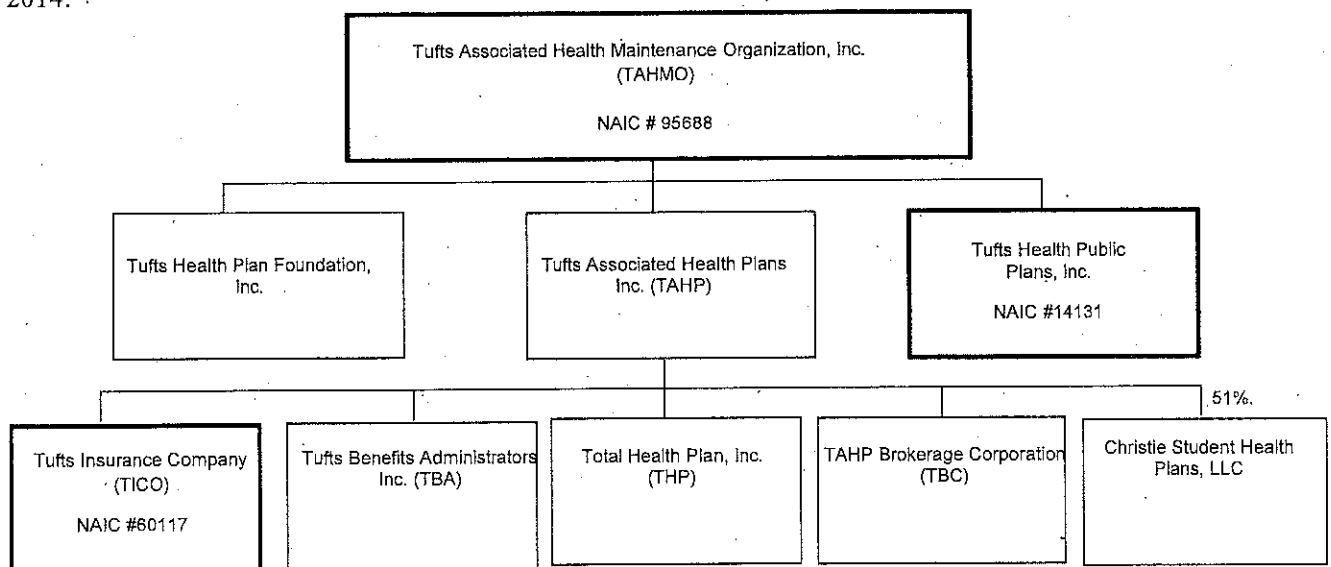 2014.
Tufts Associated Health Maintenance Organization, Inc.
(TAHMO)
NAIC # 95688
Tufts Health Plan Foundation,
Inc.
Tufts Associated Health Plans
Inc. (TAHP)
Tufts Health Public
Plans, Inc.
NAIC #14131
51%.
Tufts Insurance Company
(TICO)
NAIC #60117
Tufts Benefits Administrators
Inc. (TBA)
Total Health Plan, Inc.
(THP)
TAHP Brokerage Corporation
(TBC)
Christie Student Health
Plans, LLC